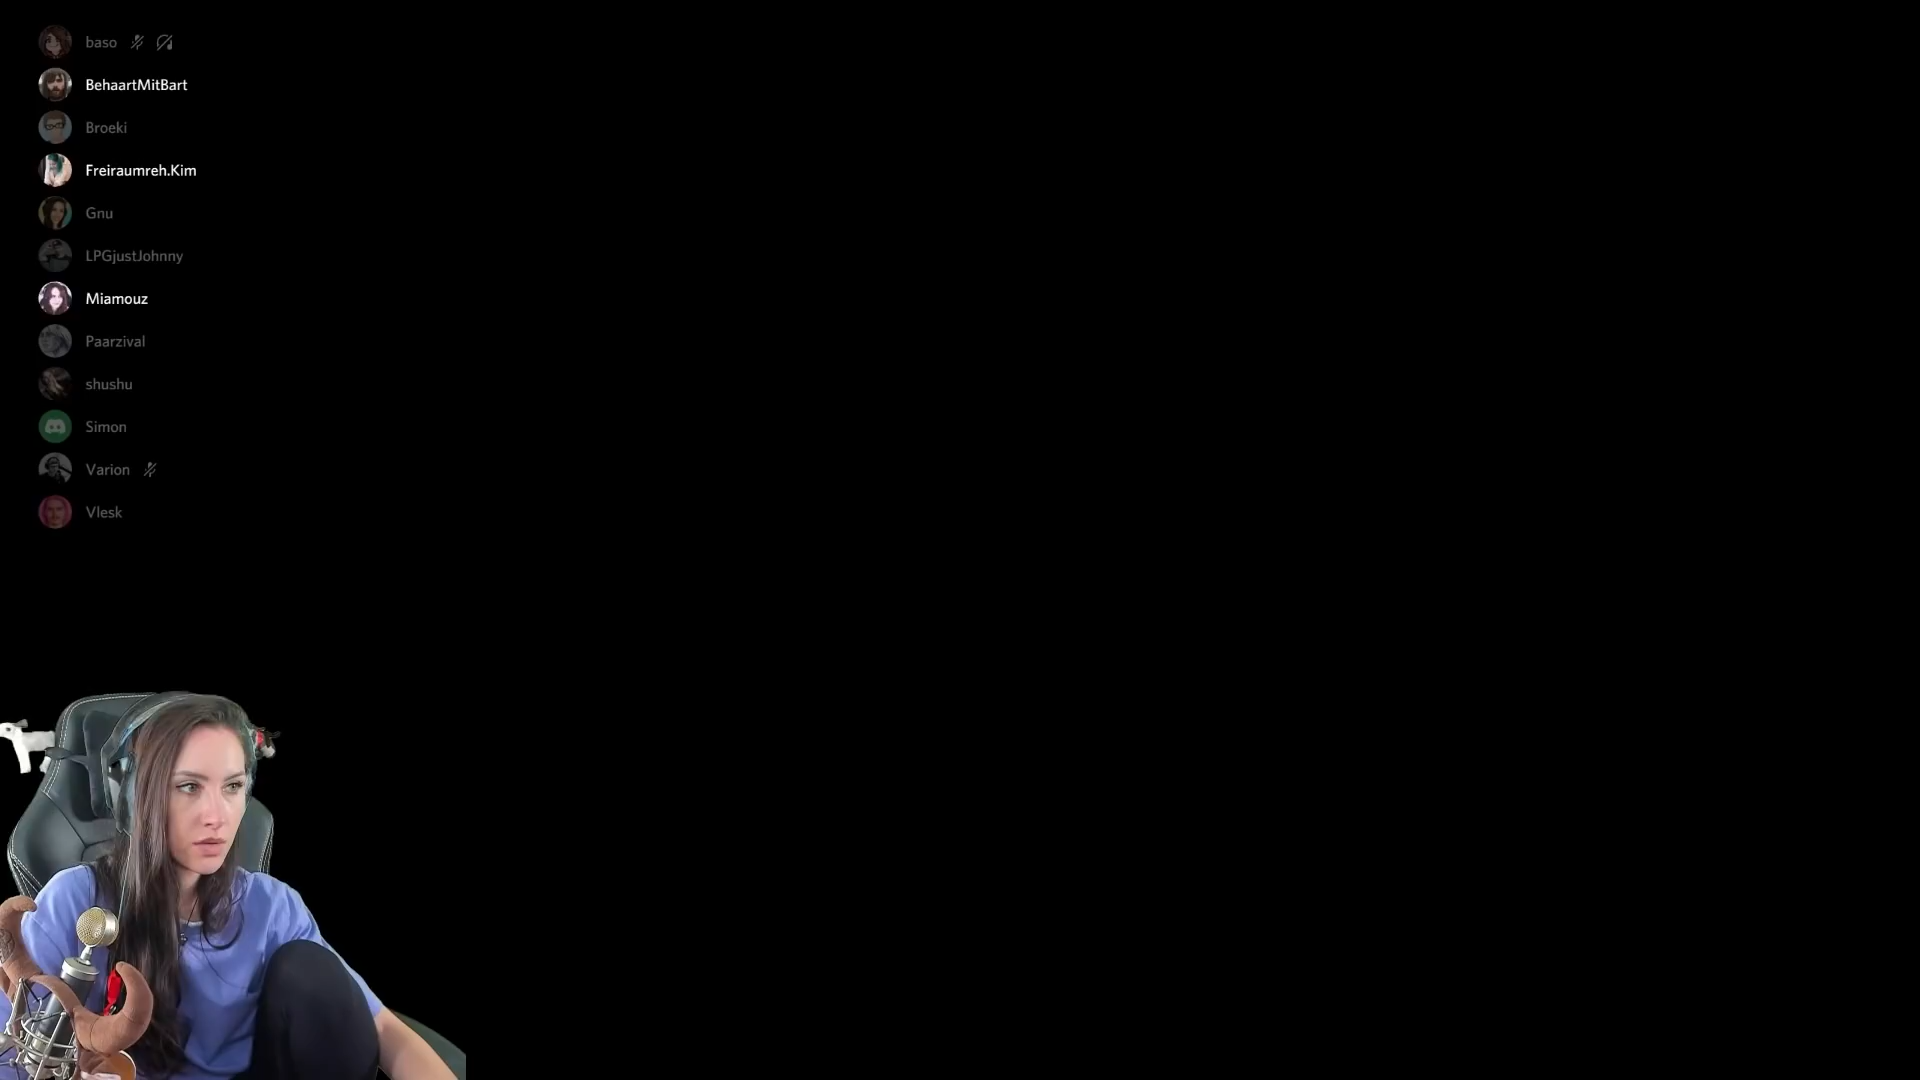 baso
BehaartMitBart
Broeki
Freiraumreh.Kim
Gnu
LPGjustJohnny
Miamouz
Paarzival
shushu
Simon
Varion
Vlesk